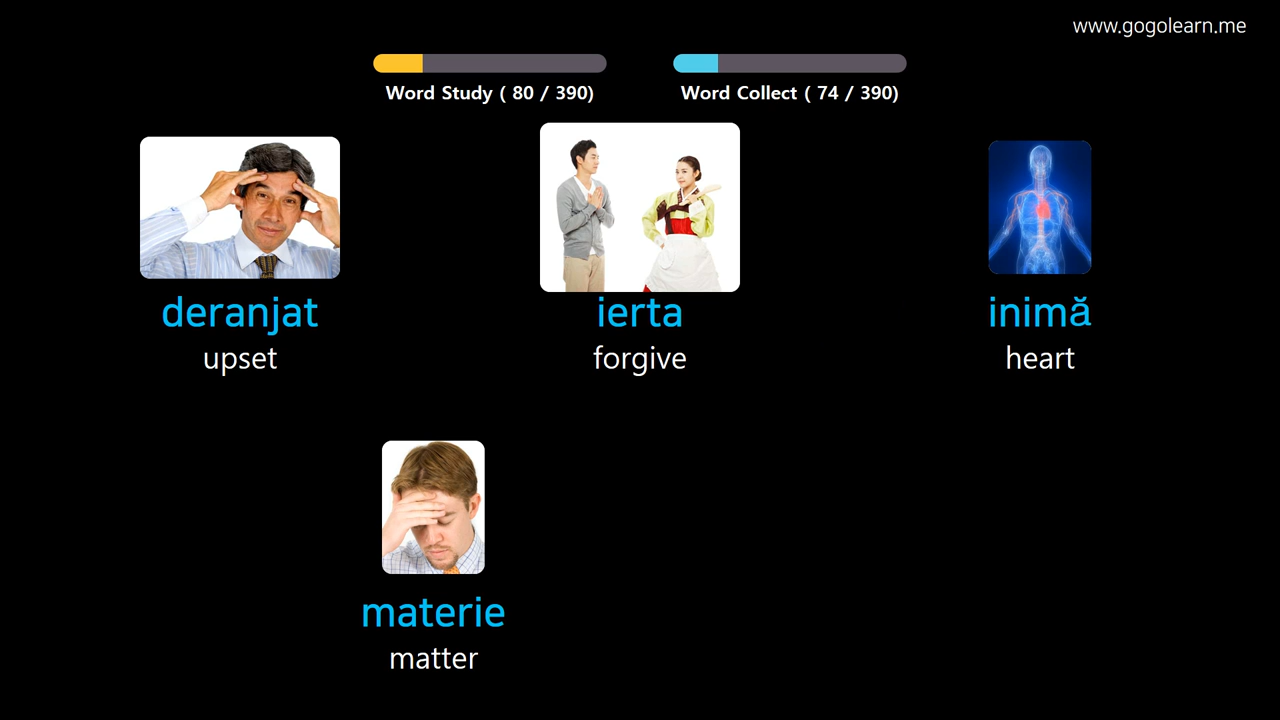 www.gogolearn.me
Word Study ( 80 / 390)
Word Collect ( 74 / 390)
deranjat
upset
ierta
forgive
inimă
heart
materie
matter